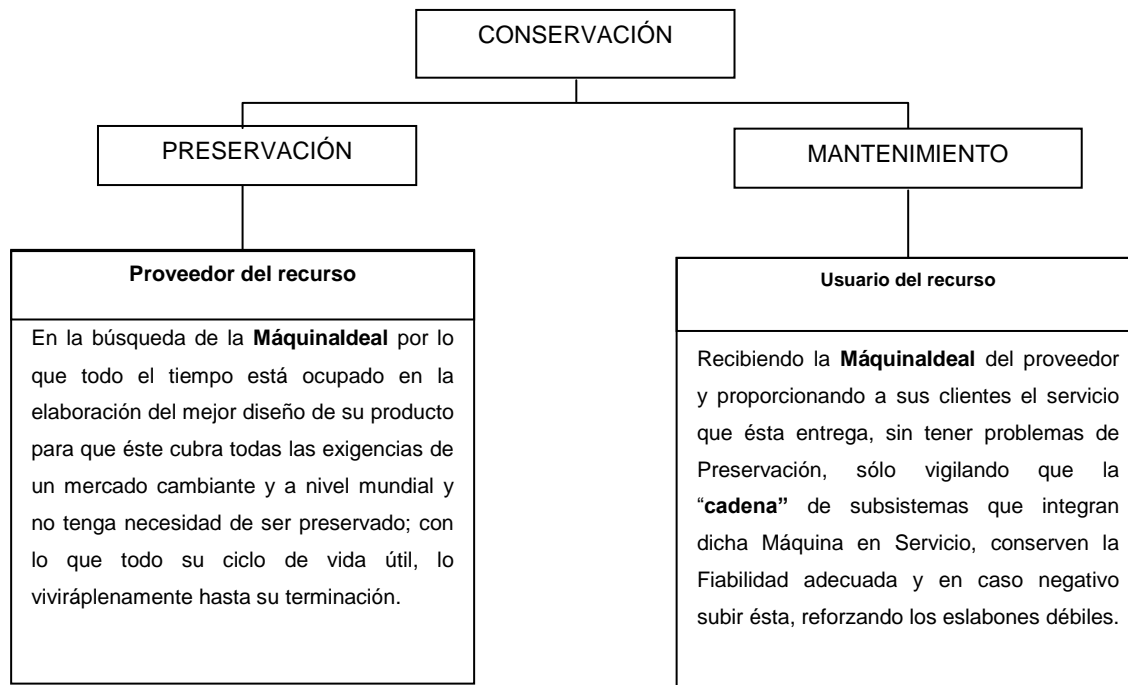 CONSERVACIÓN
PRESERVACIÓN
MANTENIMIENTO
Proveedor del recurso
En la búsqueda de la MáquinaIdeal por lo
que todo el tiempo está ocupado en la
elaboración del mejor diseño de su producto
para que éste cubra todas las exigencias de
un mercado cambiante y a nivel mundial y
no tenga necesidad de ser preservado; con
lo que todo su ciclo de vida útil, lo
viviráplenamente hasta su terminación.
Usuario del recurso
Recibiendo la MáquinaIdeal del proveedor
y proporcionando a sus clientes el servicio
que ésta entrega, sin tener problemas de
Preservación, sólo vigilando que la
“cadena” de subsistemas que integran
dicha Máquina en Servicio, conserven la
Fiabilidad adecuada y en caso negativo
subir ésta, reforzando los eslabones débiles.